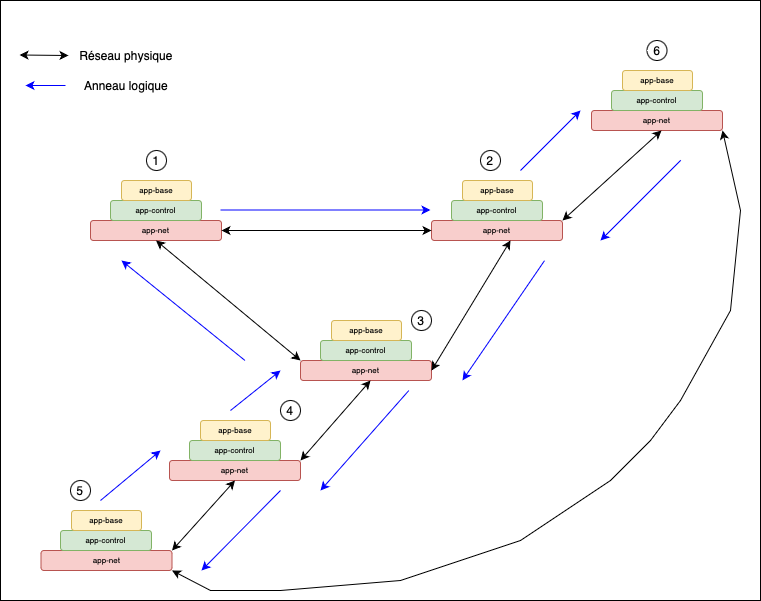 6
Réseau physique
app-base
Anneau logique
app-control
app-net
1
2
app-base
app-base
app-control
app-control
app-net
app-net
3
app-base
app-control
app-net
4
app-base
app-control
app-net
5
app-base
app-control
app-net